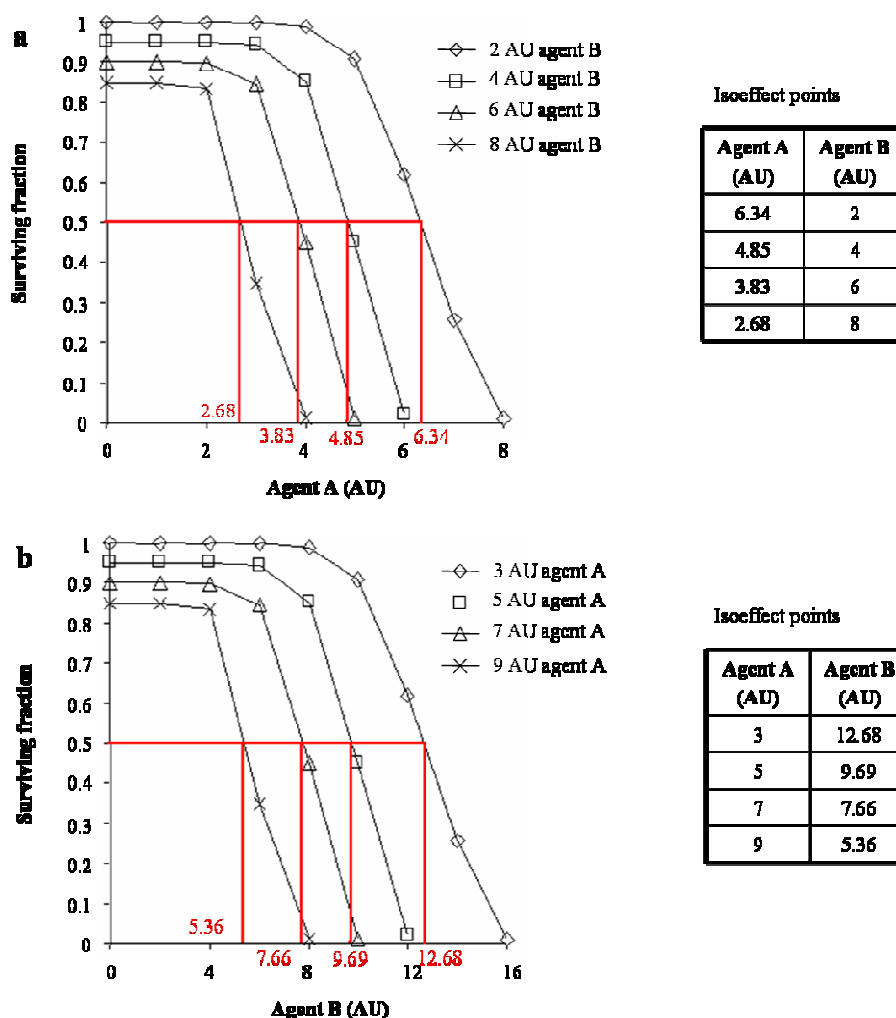 a
1
0.9
0.8
0.7
0.6
0.5
0.4
0.3
0.2
0.1
0
Surviving fraction
2 AU agent B
4 AU agent B
6 AU agent B
8 AU agent B
2.68
3.83
4.85
6.34
0 2 4 6 8
Agent A (AU)
Isoeffect points
Agent A (AU) Agent B (AU)
6.34 2
4.85 4
3.83 6
2.68 8
b
1
0.9
0.8
0.7
0.6
0.5
0.4
0.3
0.2
0.1
0
Surviving fraction
3 AU agent A
5 AU agent A
7 AU agent A
9 AU agent A
5.36
7.66
9.69
12.68
0 4 8 12 16
Agent B (AU)
Isoeffect points
Agent A (AU) Agent B (AU)
3 12.68
5 9.69
7 7.66
9 5.36